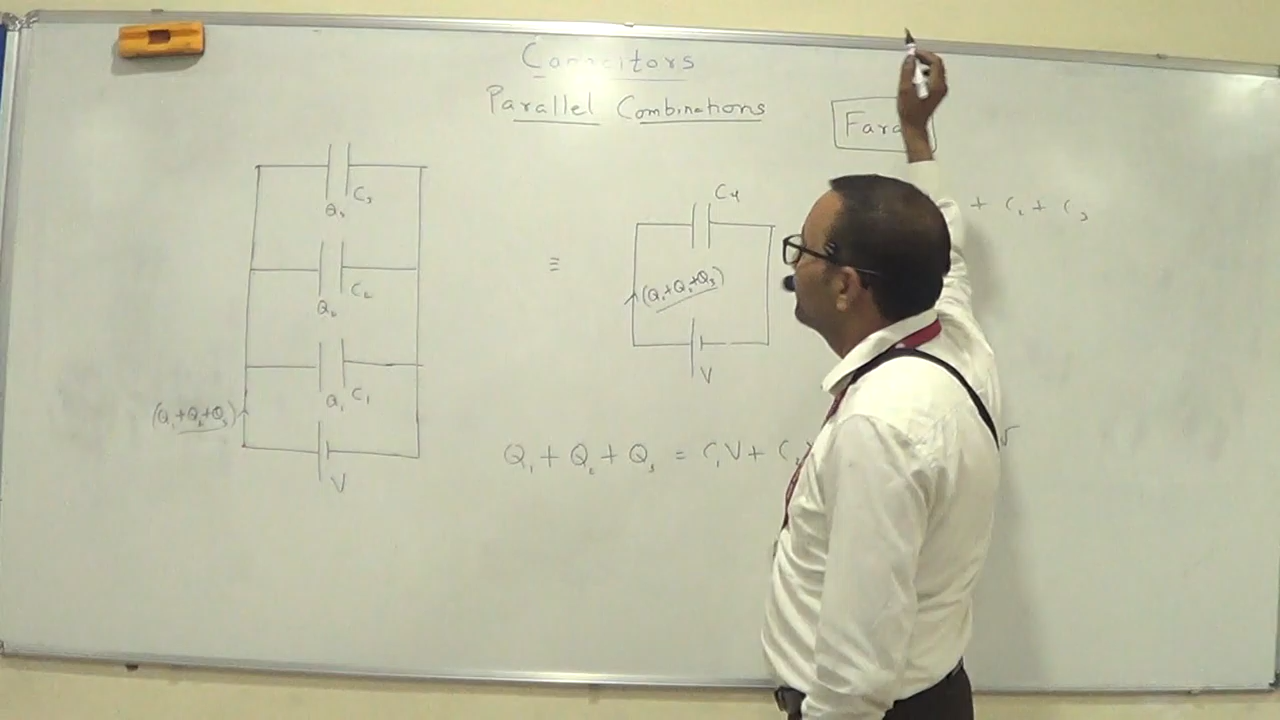 Capacitors
Parallel Combinations
C₃
Q₃
C₂
Q₂
C₁
Q₁
(Q₁+Q₂+Q₃)
V
≡
C₄
(Q₁+Q₂+Q₃)
V
+ C₂ + C₃
Q₁ + Q₂ + Q₃ = C₁V + C₂